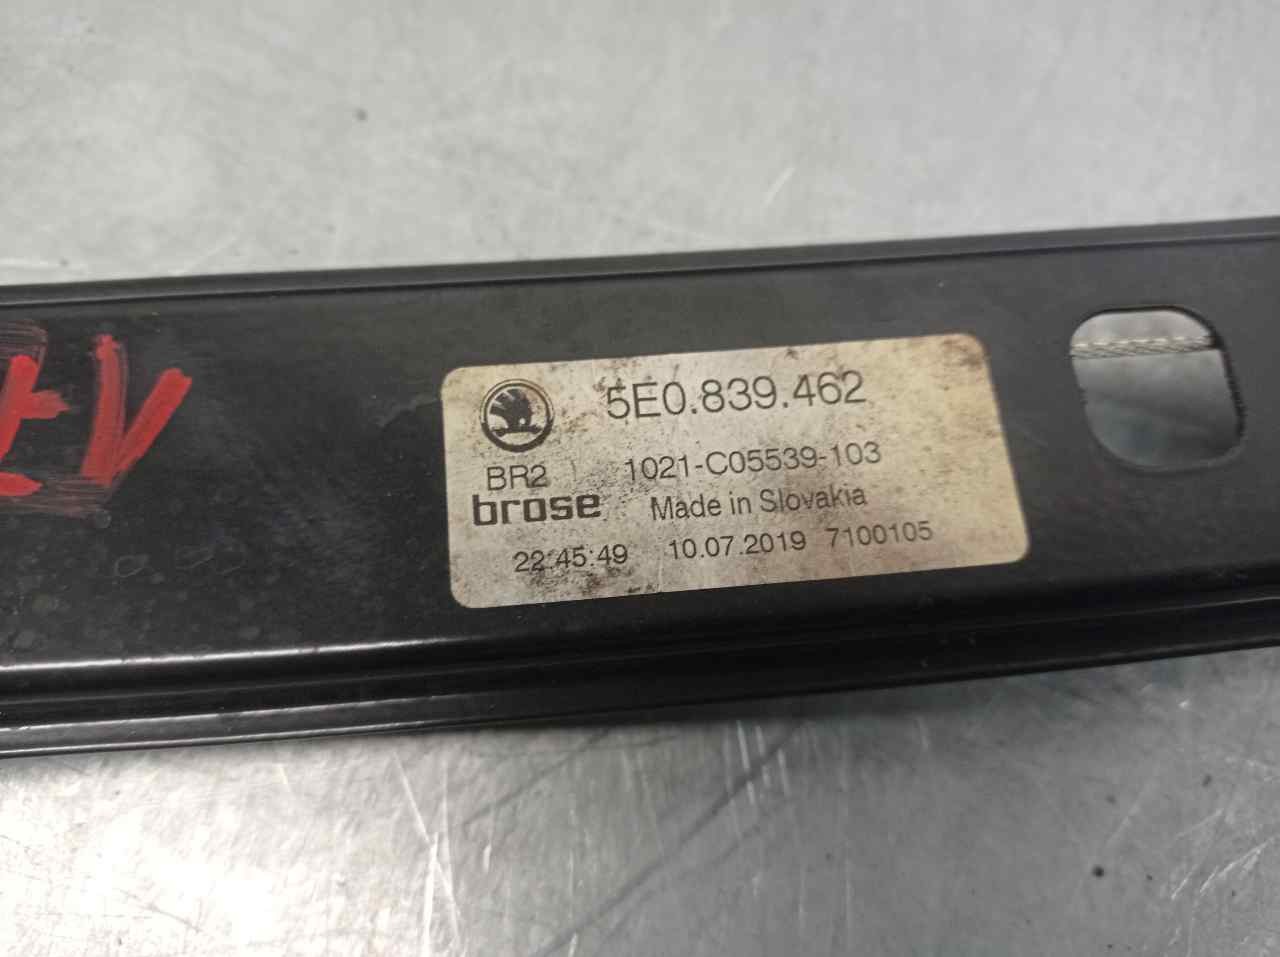 5E0.839.462
BR2 1021-C05539-103
brose Made in Slovakia
22:45:49 10.07.2019 7100105